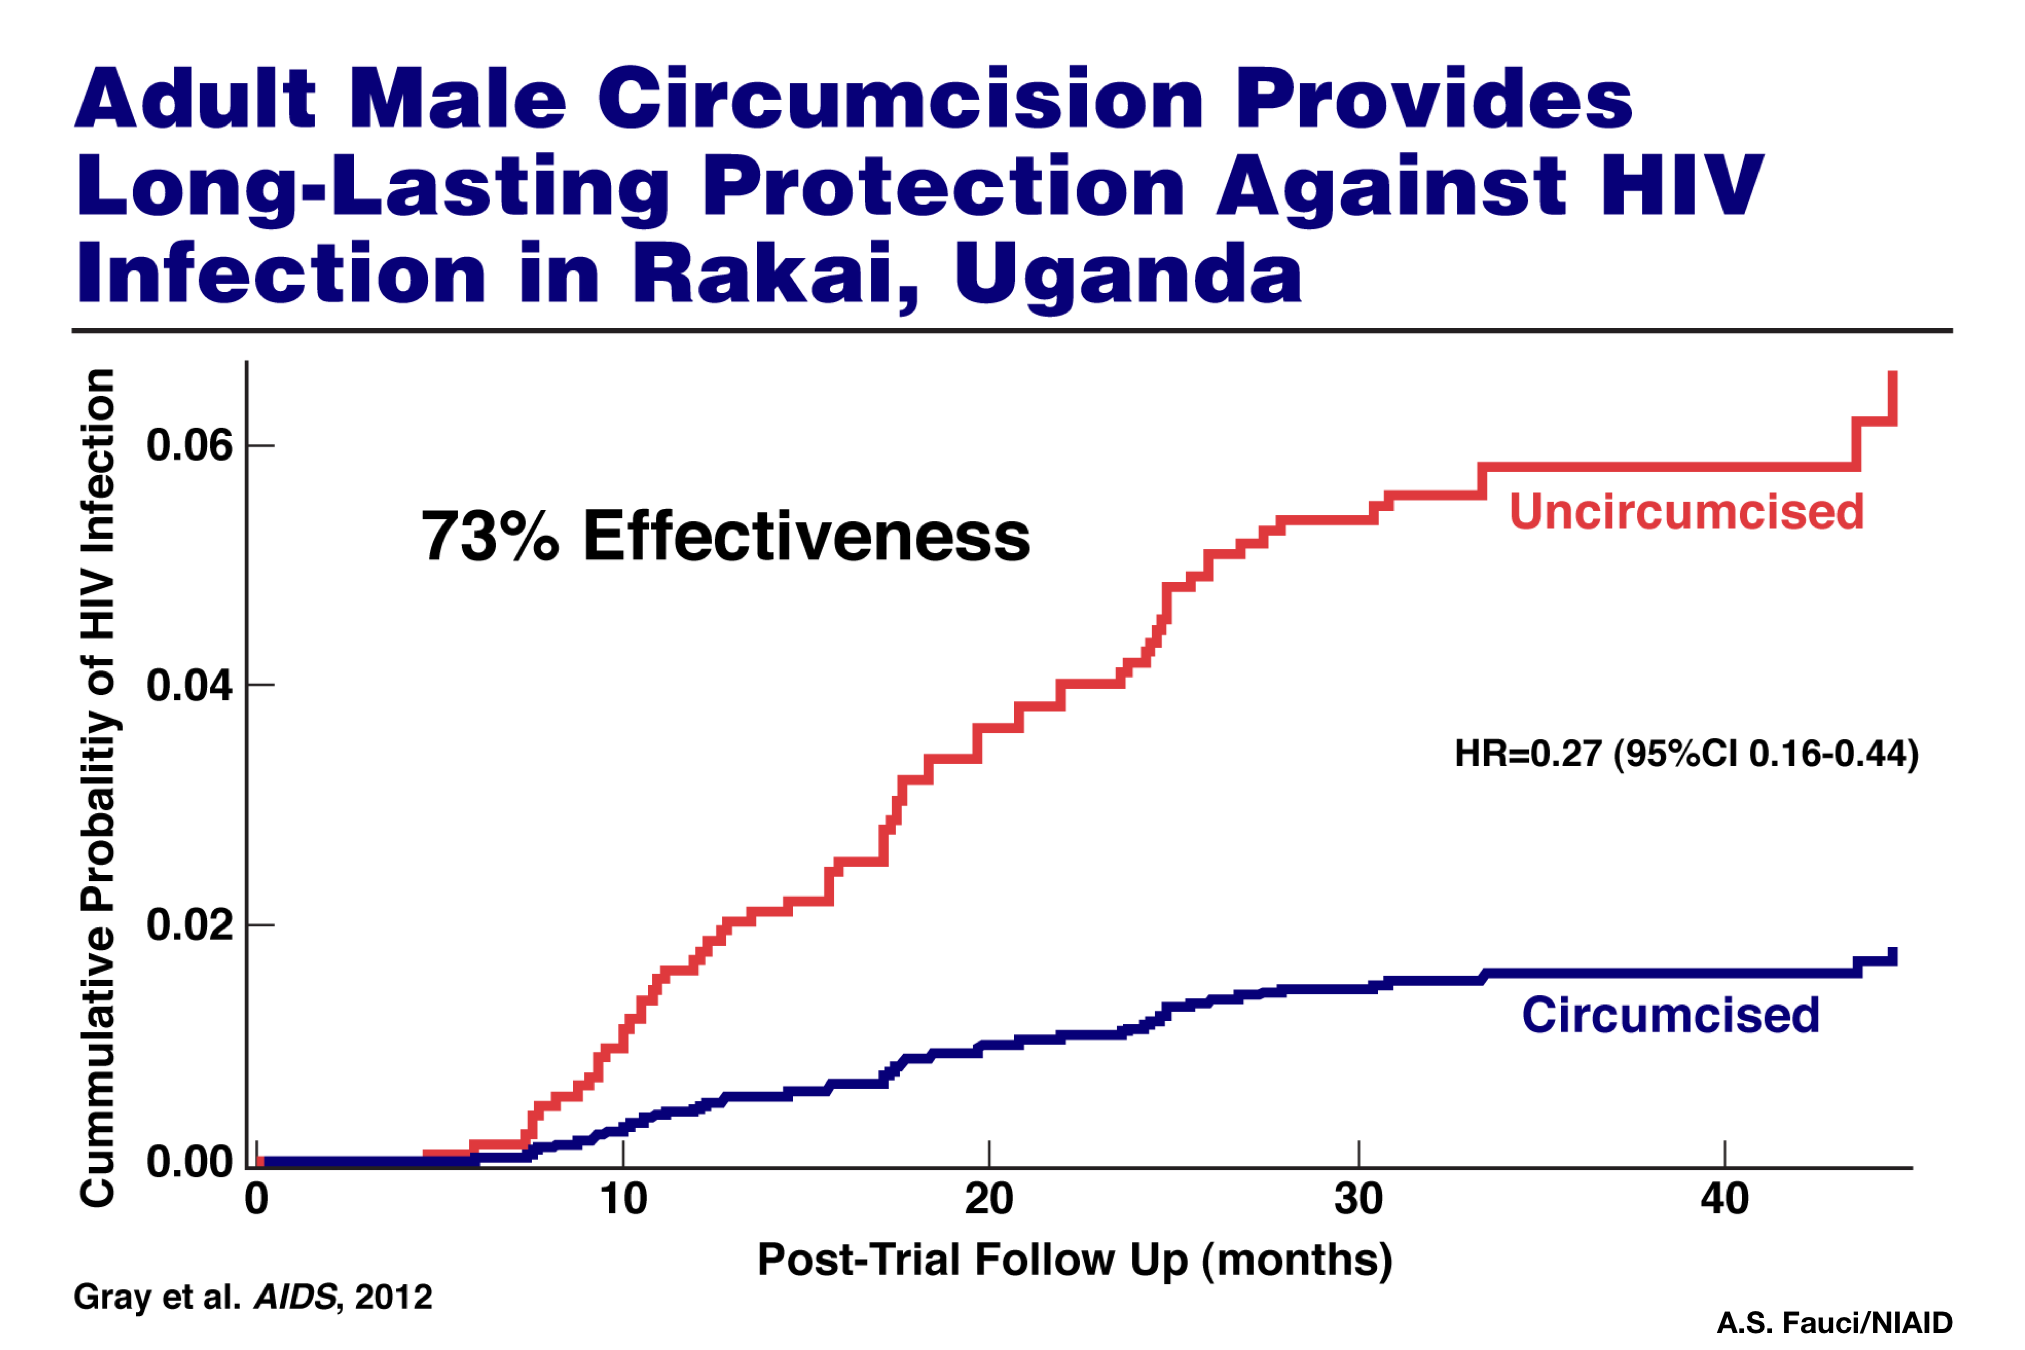 Adult Male Circumcision Provides
Long-Lasting Protection Against HIV
Infection in Rakai, Uganda
Cummulative Probalitiy of HIV Infection
0.06
0.04
0.02
0.00
73% Effectiveness
Uncircumcised
HR=0.27 (95%CI 0.16-0.44)
Circumcised
0 10 20 30 40
Post-Trial Follow Up (months)
Gray et al. AIDS, 2012
A.S. Fauci/NIAID